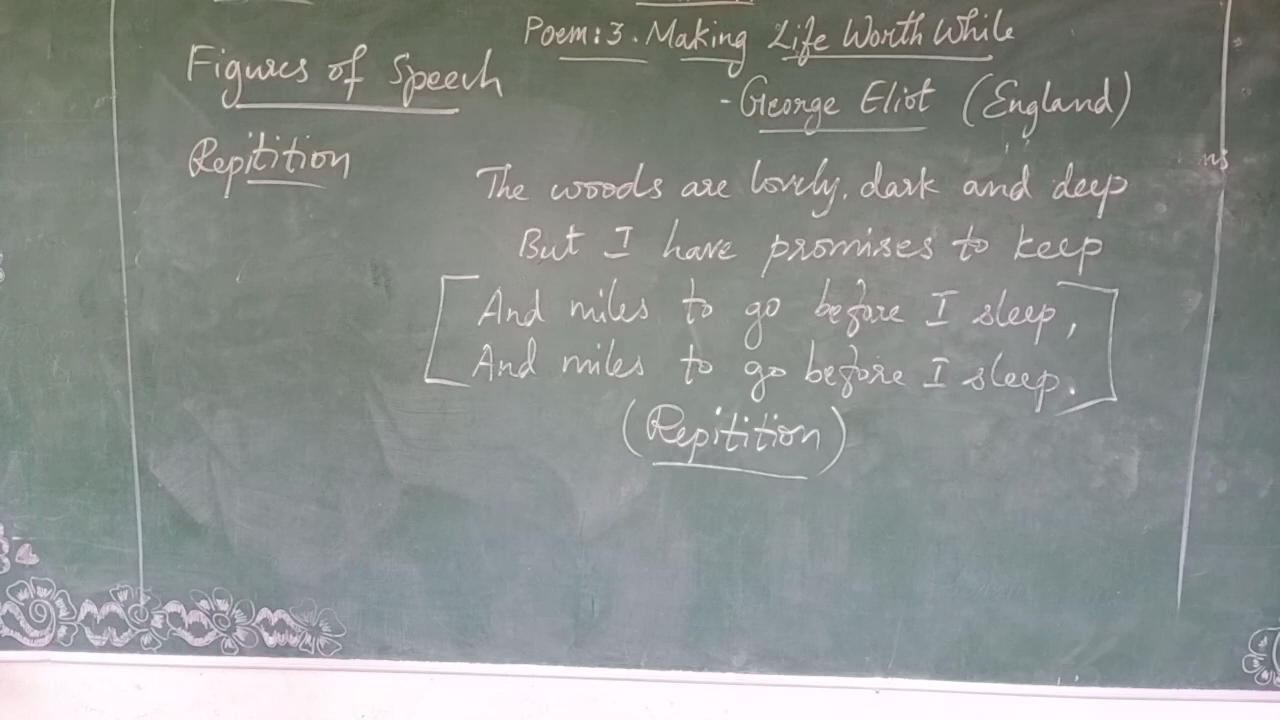 Poem: 3. Making Life Worth While
- George Eliot (England)
Figures of Speech
Repitition
The woods are lovely, dark and deep
But I have promises to keep
And miles to go before I sleep,
And miles to go before I sleep.
(Repitition)
ns